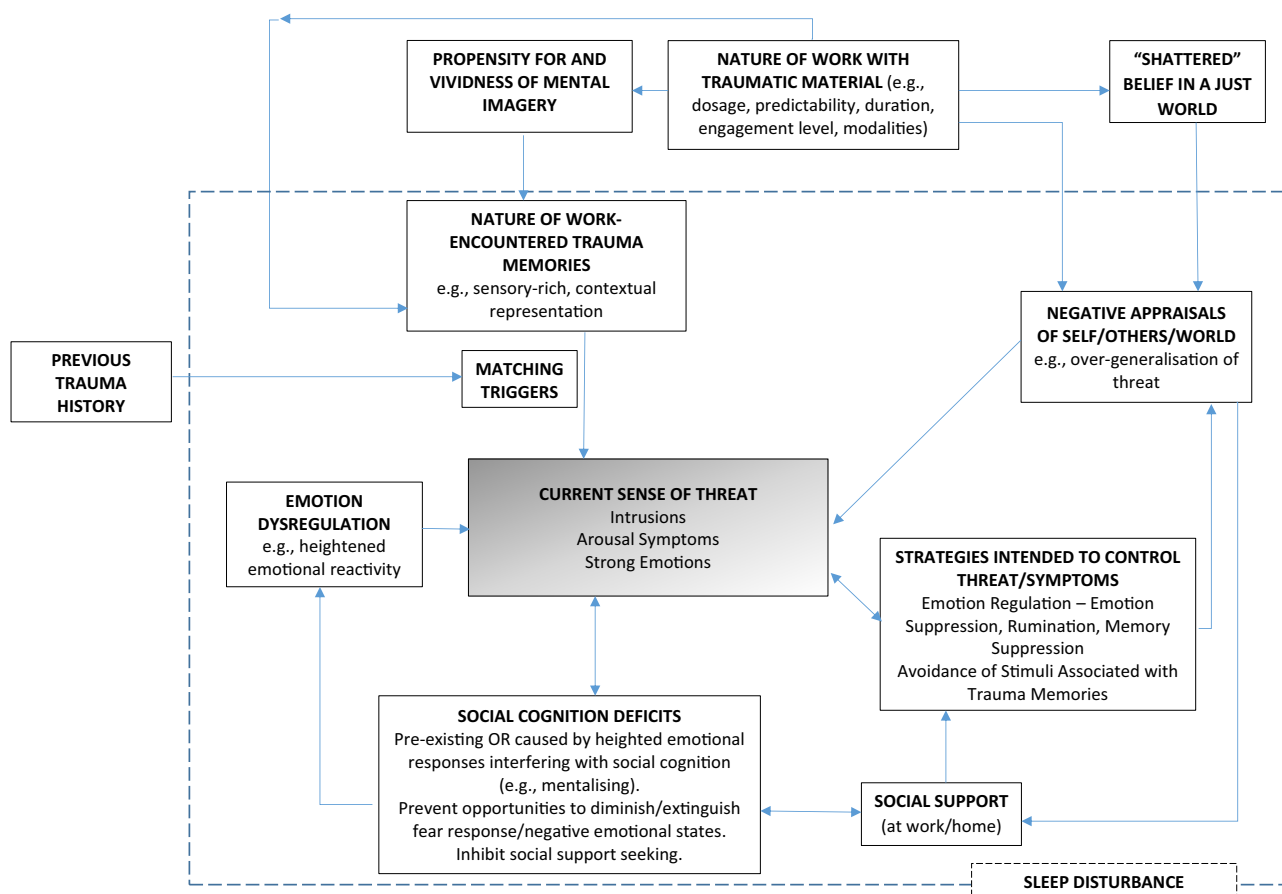 PROPENSITY FOR AND
VIVIDNESS OF MENTAL
IMAGERY
NATURE OF WORK WITH
TRAUMATIC MATERIAL (e.g.,
dosage, predictability, duration,
engagement level, modalities)
“SHATTERED”
BELIEF IN A JUST
WORLD
NATURE OF WORK-
ENCOUNTERED TRAUMA
MEMORIES
e.g., sensory-rich, contextual
representation
NEGATIVE APPRAISALS
OF SELF/OTHERS/WORLD
e.g., over-generalisation of
threat
PREVIOUS
TRAUMA
HISTORY
MATCHING
TRIGGERS
EMOTION
DYSREGULATION
e.g., heightened
emotional reactivity
CURRENT SENSE OF THREAT
Intrusions
Arousal Symptoms
Strong Emotions
STRATEGIES INTENDED TO CONTROL
THREAT/SYMPTOMS
Emotion Regulation – Emotion
Suppression, Rumination, Memory
Suppression
Avoidance of Stimuli Associated with
Trauma Memories
SOCIAL COGNITION DEFICITS
Pre-existing OR caused by heighted emotional
responses interfering with social cognition
(e.g., mentalising).
Prevent opportunities to diminish/extinguish
fear response/negative emotional states.
Inhibit social support seeking.
SOCIAL SUPPORT
(at work/home)
SLEEP DISTURBANCE